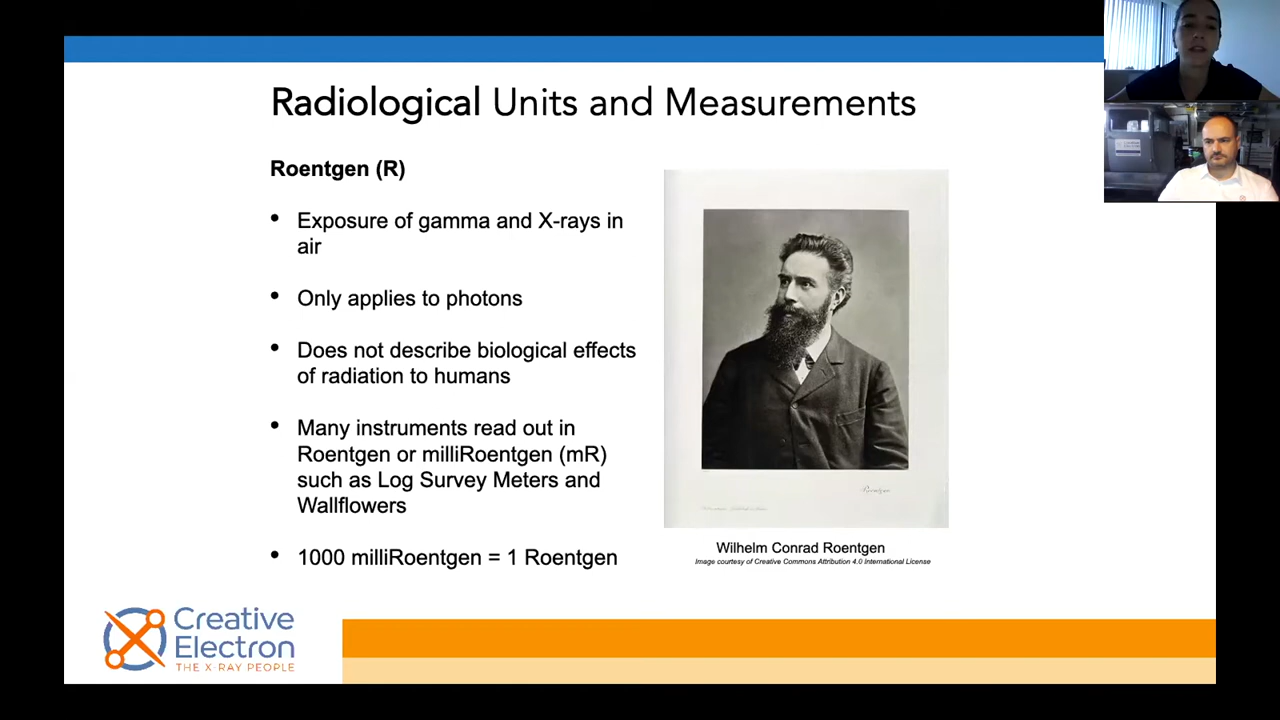 Radiological Units and Measurements
Roentgen (R)
• Exposure of gamma and X-rays in
air
• Only applies to photons
• Does not describe biological effects
of radiation to humans
• Many instruments read out in
Roentgen or milliRoentgen (mR)
such as Log Survey Meters and
Wallflowers
• 1000 milliRoentgen = 1 Roentgen
Wilhelm Conrad Roentgen
Image courtesy of Creative Commons Attribution 4.0 International License
Creative
Electron
THE X-RAY PEOPLE